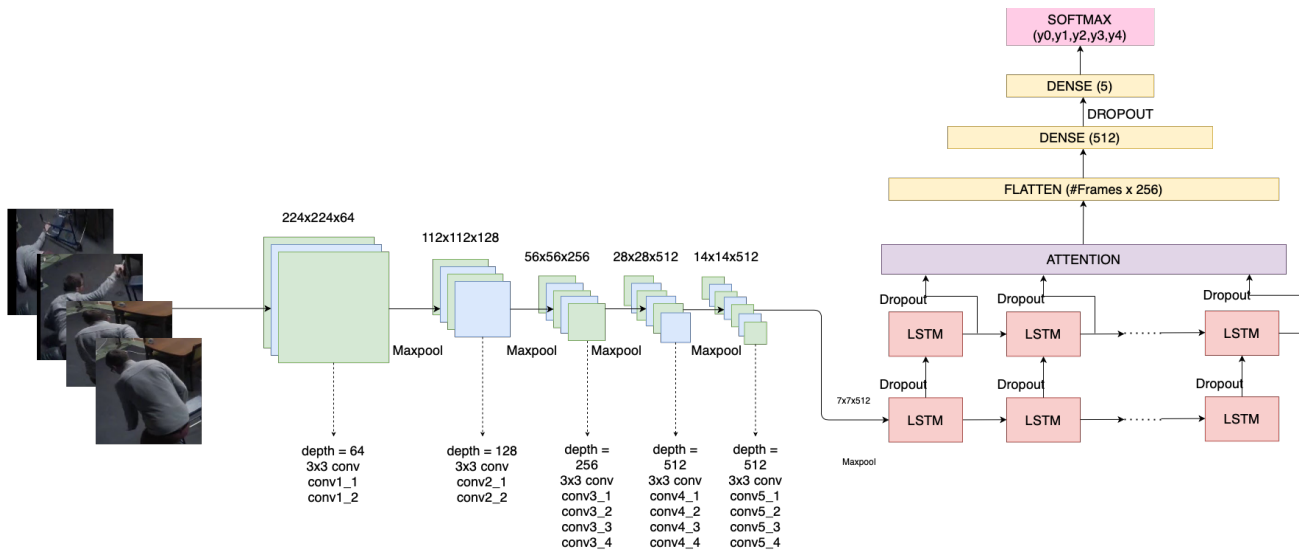 SOFTMAX
(y0,y1,y2,y3,y4)
DENSE (5)
DROPOUT
DENSE (512)
FLATTEN (#Frames x 256)
ATTENTION
Dropout
Dropout
Dropout
LSTM
LSTM
LSTM
Dropout
Dropout
Dropout
LSTM
LSTM
LSTM
224x224x64
112x112x128
56x56x256
28x28x512
14x14x512
Maxpool
Maxpool
Maxpool
Maxpool
7x7x512
Maxpool
depth = 64
3x3 conv
conv1_1
conv1_2
depth = 128
3x3 conv
conv2_1
conv2_2
depth =
256
3x3 conv
conv3_1
conv3_2
conv3_3
conv3_4
depth =
512
3x3 conv
conv4_1
conv4_2
conv4_3
conv4_4
depth =
512
3x3 conv
conv5_1
conv5_2
conv5_3
conv5_4